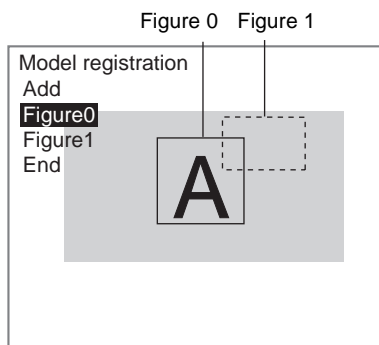 Figure 0 Figure 1
Model registration
Add
Figure0
Figure1
End
A